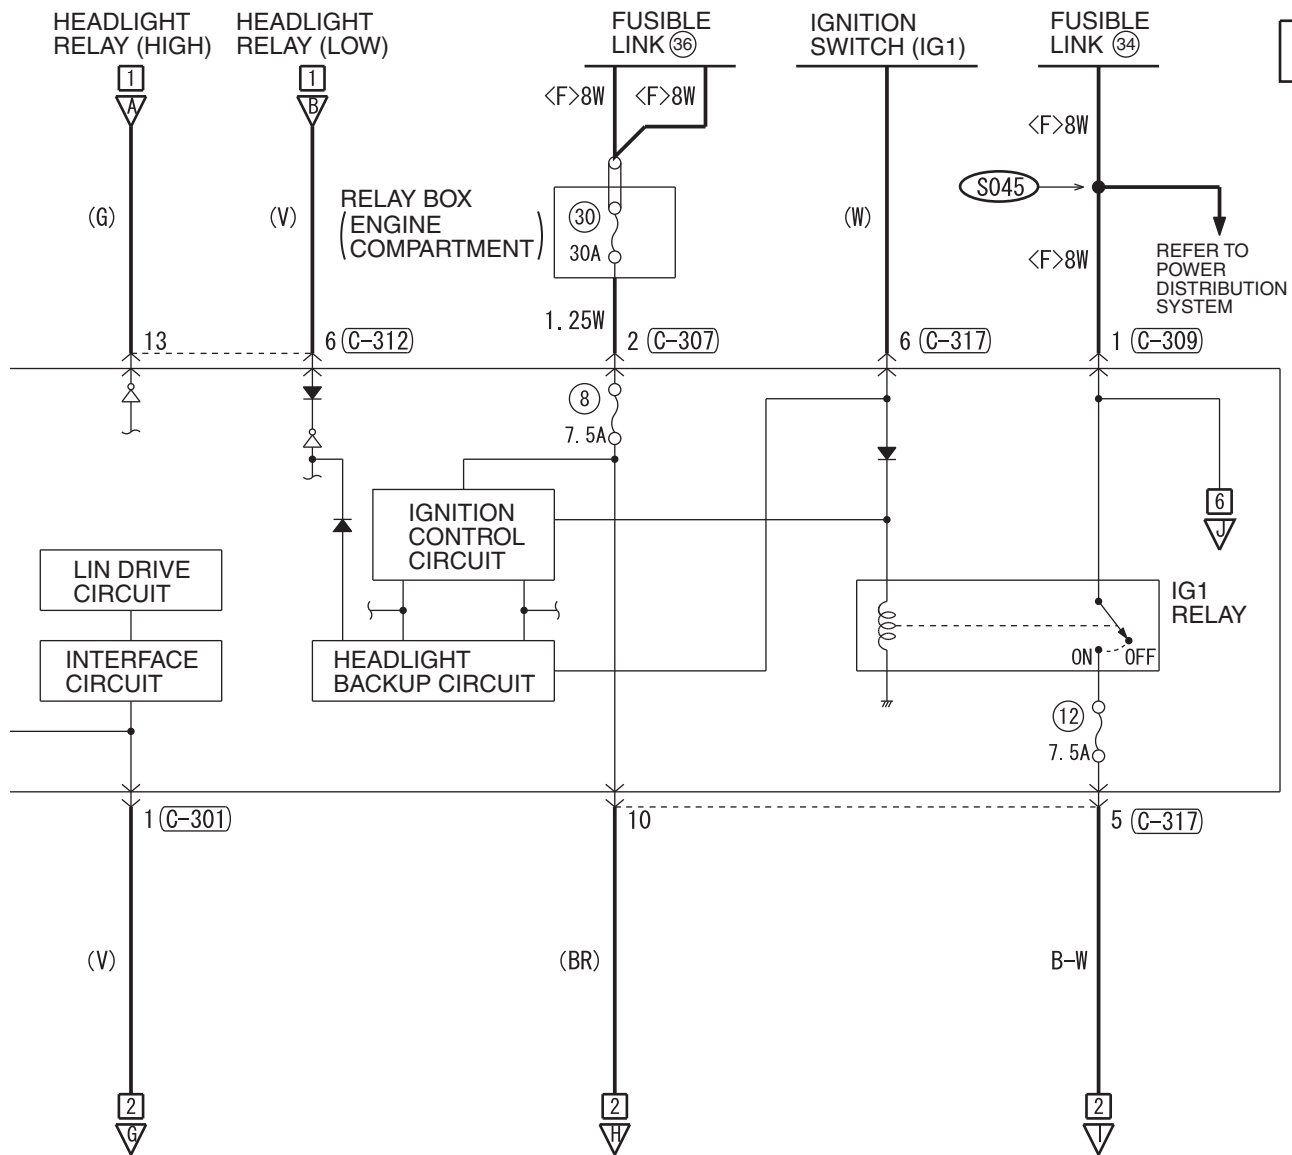 HEADLIGHT
RELAY (HIGH)
HEADLIGHT
RELAY (LOW)
FUSIBLE
LINK 36
IGNITION
SWITCH (IG1)
FUSIBLE
LINK 34
1
A
1
B
<F>8W
<F>8W
<F>8W
S045
RELAY BOX
(ENGINE
COMPARTMENT)
(G)
(V)
30
30A
(W)
<F>8W
REFER TO
POWER
DISTRIBUTION
SYSTEM
1.25W
13
6 (C-312)
2 (C-307)
6 (C-317)
1 (C-309)
8
7.5A
IGNITION
CONTROL
CIRCUIT
6
J
LIN DRIVE
CIRCUIT
IG1
RELAY
INTERFACE
CIRCUIT
HEADLIGHT
BACKUP CIRCUIT
ON
OFF
12
7.5A
1 (C-301)
10
5 (C-317)
(V)
(BR)
B-W
2
G
2
H
2
I